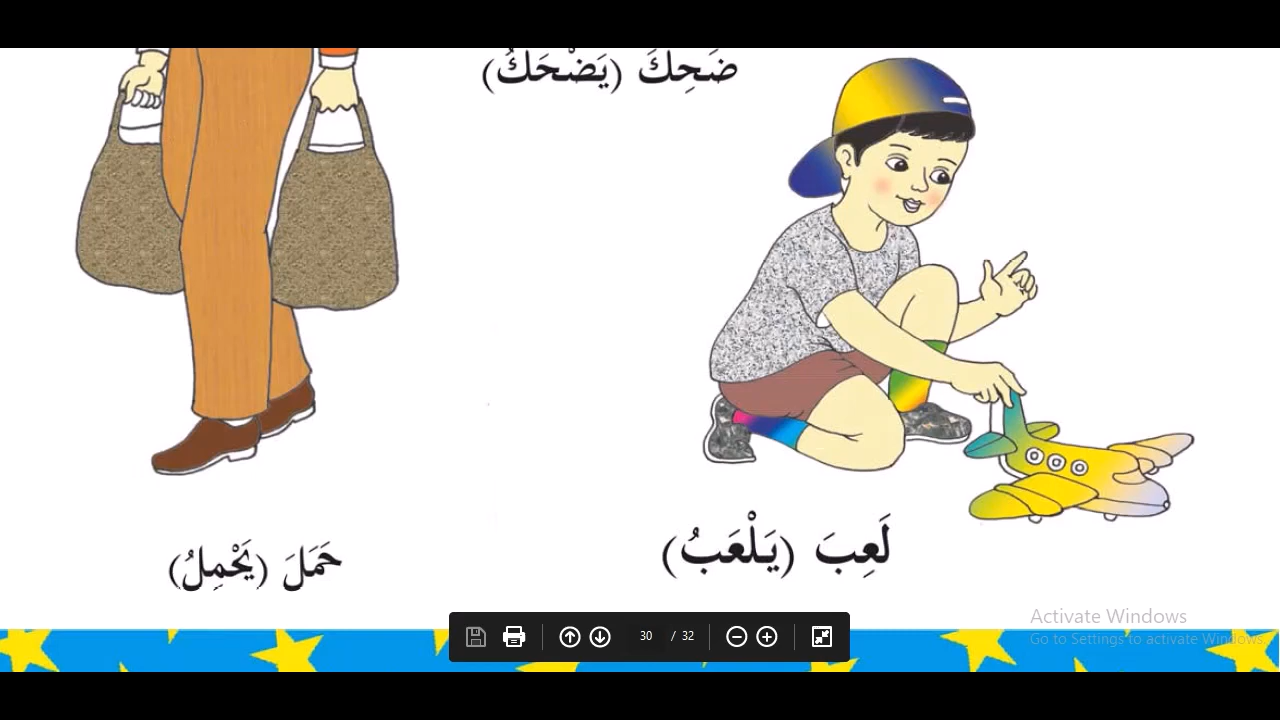 ضَحِكَ (يَضْحَكُ)
لَعِبَ (يَلْعَبُ)
حَمَلَ (يَحْمِلُ)
30 / 32
Activate Windows
Go to Settings to activate Windows.